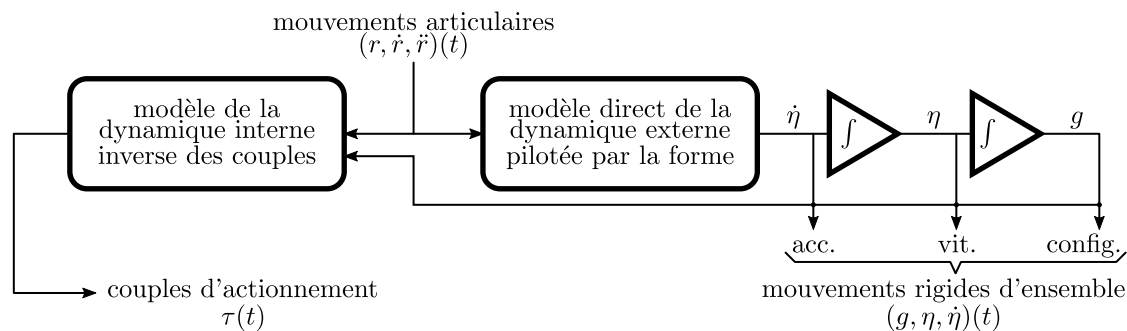 mouvements articulaires
(r, ṙ, r̈)(t)
modèle de la
dynamique interne
inverse des couples
modèle direct de la
dynamique externe
pilotée par la forme
η̇
∫
η
∫
g
acc.
vit.
config.
couples d'actionnement
τ(t)
mouvements rigides d'ensemble
(g, η, η̇)(t)